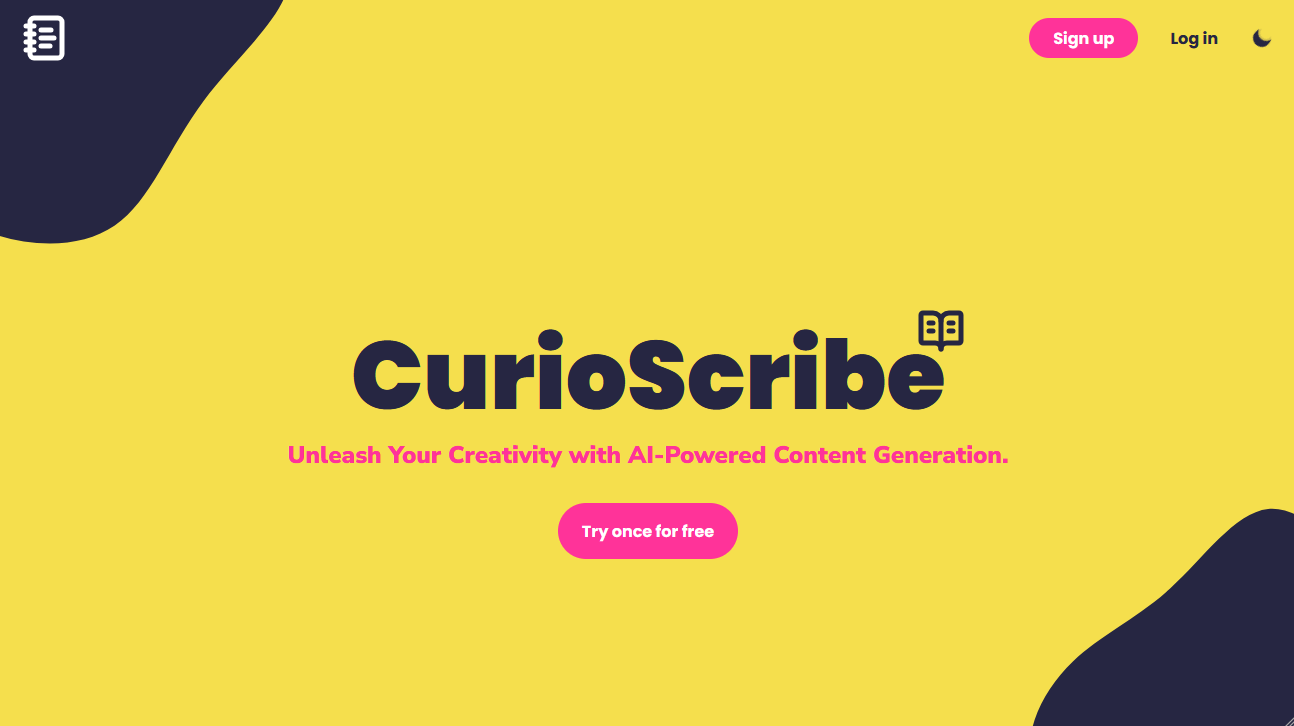 Sign up
Log in
CurioScribe
Unleash Your Creativity with AI-Powered Content Generation.
Try once for free